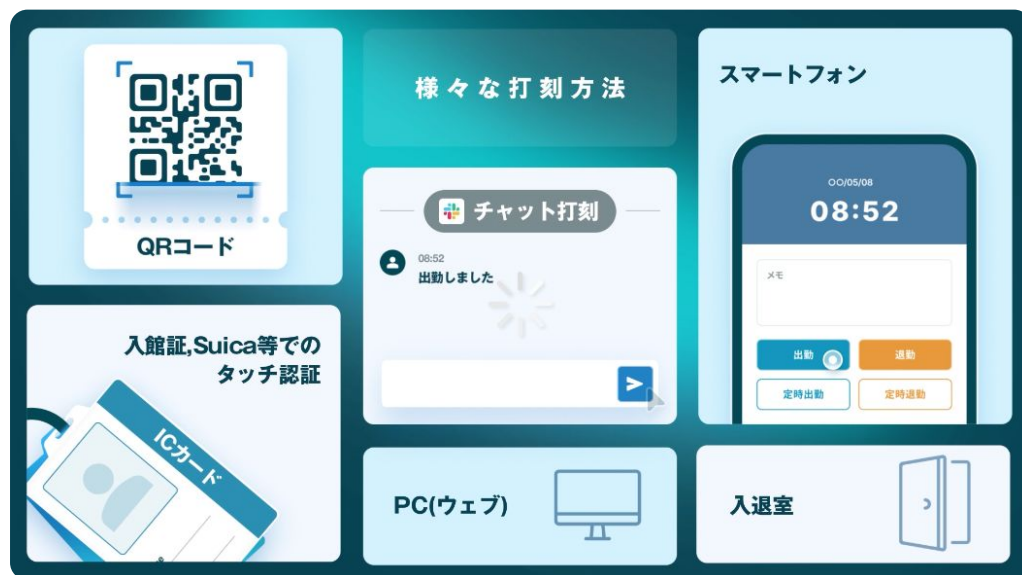 QRコード
入館証,Suica等での
タッチ認証
ICカード
様々な打刻方法
チャット打刻
08:52
出勤しました
PC(ウェブ)
スマートフォン
〇〇/05/08
08:52
メモ
出勤
退勤
定時出勤
定時退勤
入退室